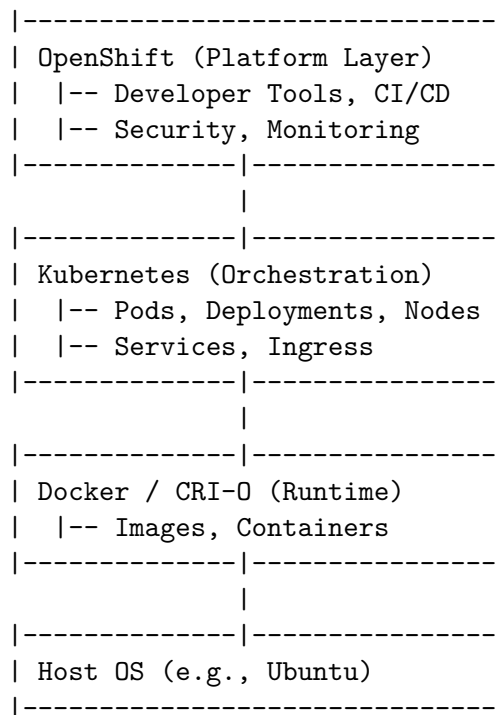 |-------------------------------
| OpenShift (Platform Layer)
|  |-- Developer Tools, CI/CD
|  |-- Security, Monitoring
|--------------|----------------
               |
|--------------|----------------
| Kubernetes (Orchestration)
|  |-- Pods, Deployments, Nodes
|  |-- Services, Ingress
|--------------|----------------
               |
|--------------|----------------
| Docker / CRI-O (Runtime)
|  |-- Images, Containers
|--------------|----------------
               |
|--------------|----------------
| Host OS (e.g., Ubuntu)
|-------------------------------